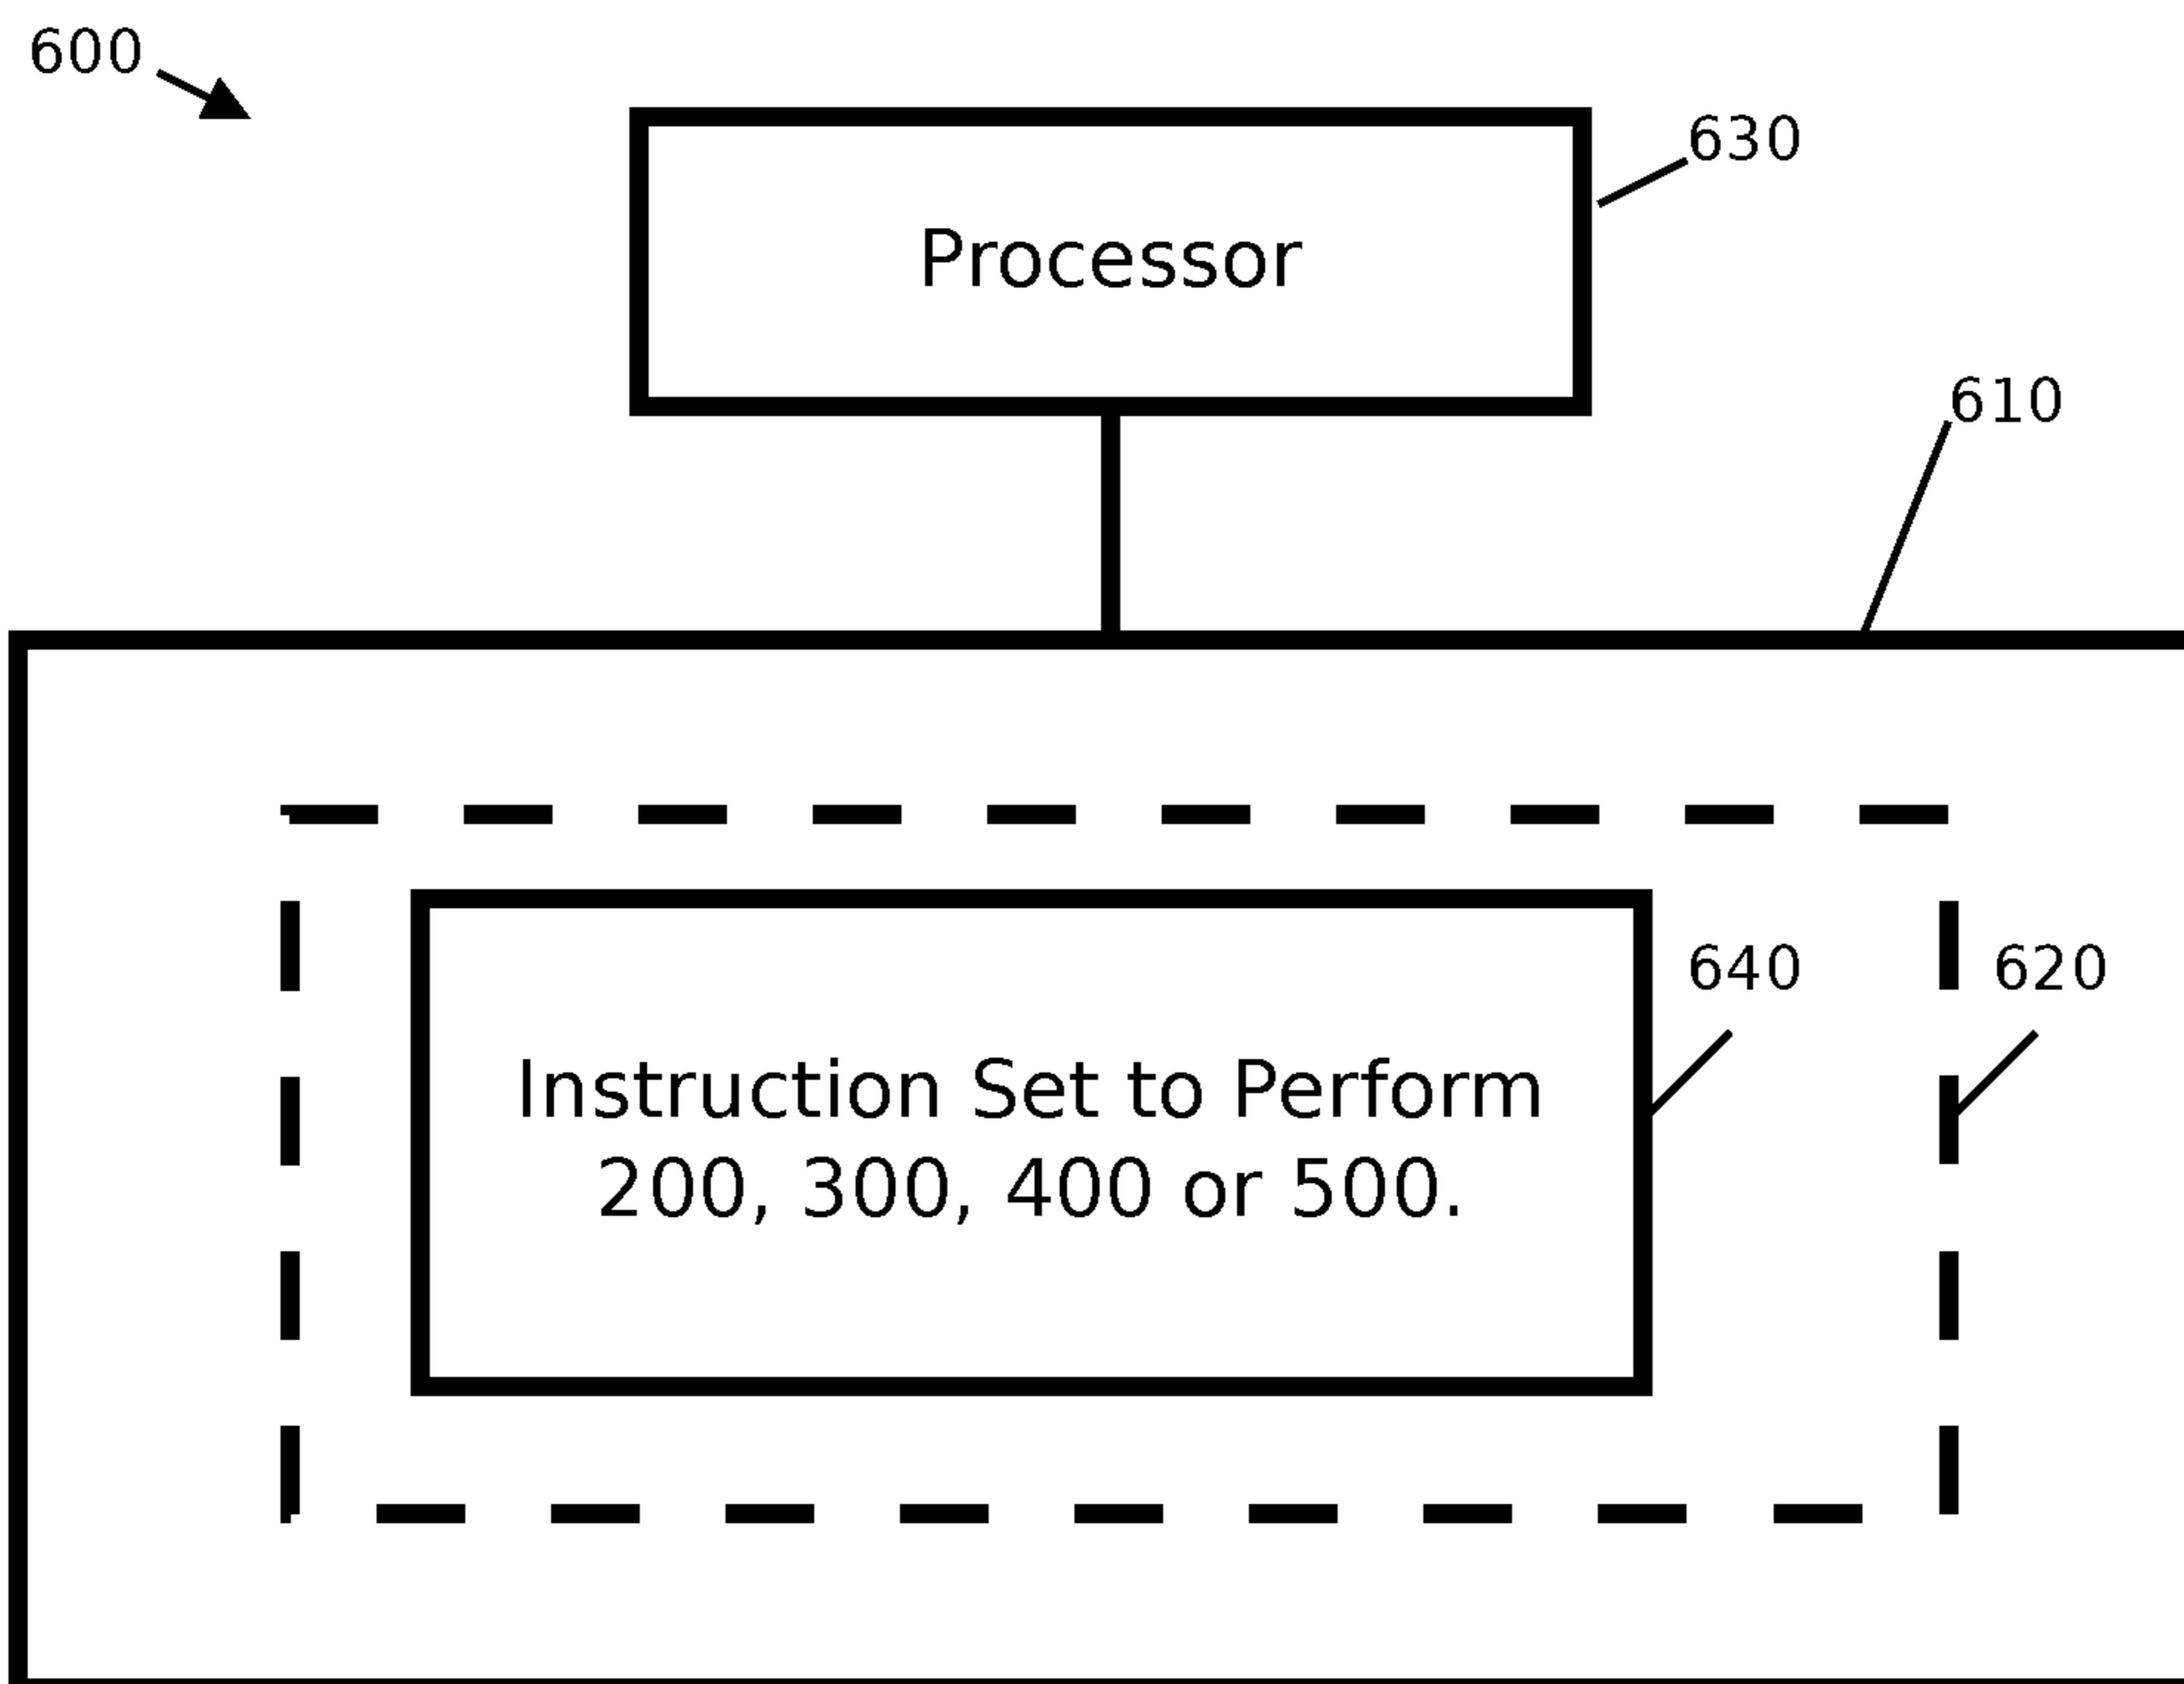 600
630
Processor
610
640
620
Instruction Set to Perform
200, 300, 400 or 500.